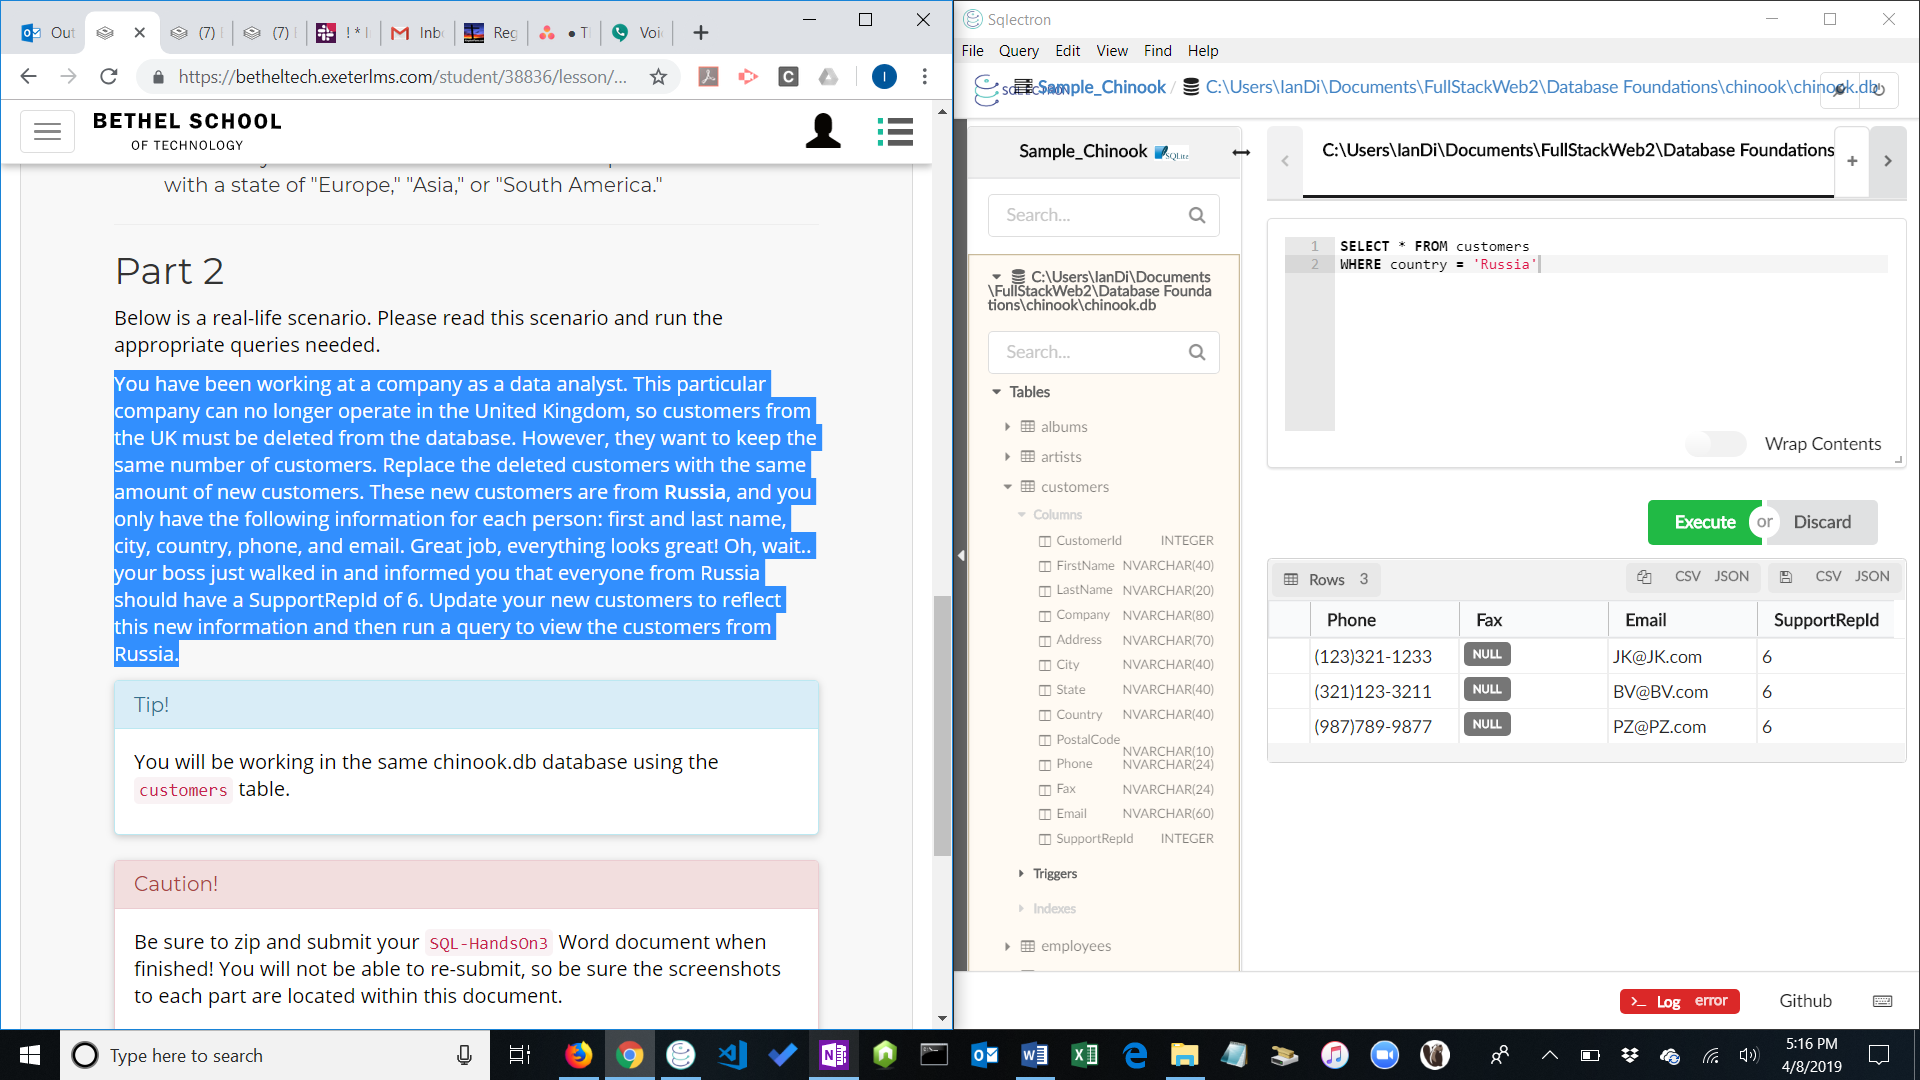 Out
(7)
(7)
! *
Inb
Reg
● T
Voi
https://betheltech.exeterlms.com/student/38836/lesson/...
I
BETHEL SCHOOL
OF TECHNOLOGY
with a state of "Europe," "Asia," or "South America."
Part 2
Below is a real-life scenario. Please read this scenario and run the
appropriate queries needed.
You have been working at a company as a data analyst. This particular
company can no longer operate in the United Kingdom, so customers from
the UK must be deleted from the database. However, they want to keep the
same number of customers. Replace the deleted customers with the same
amount of new customers. These new customers are from Russia, and you
only have the following information for each person: first and last name,
city, country, phone, and email. Great job, everything looks great! Oh, wait..
your boss just walked in and informed you that everyone from Russia
should have a SupportRepId of 6. Update your new customers to reflect
this new information and then run a query to view the customers from
Russia.
Tip!
You will be working in the same chinook.db database using the
customers table.
Caution!
Be sure to zip and submit your SQL-HandsOn3 Word document when
finished! You will not be able to re-submit, so be sure the screenshots
to each part are located within this document.
Sqlectron
File Query Edit View Find Help
Sample_Chinook / C:\Users\IanDi\Documents\FullStackWeb2\Database Foundations\chinook\chinook.db
Sample_Chinook SQLite
Search...
C:\Users\IanDi\Documents
\FullStackWeb2\Database Founda
tions\chinook\chinook.db
Search...
Tables
albums
artists
customers
Columns
CustomerId INTEGER
FirstName NVARCHAR(40)
LastName NVARCHAR(20)
Company NVARCHAR(80)
Address NVARCHAR(70)
City NVARCHAR(40)
State NVARCHAR(40)
Country NVARCHAR(40)
PostalCode NVARCHAR(10)
Phone NVARCHAR(24)
Fax NVARCHAR(24)
Email NVARCHAR(60)
SupportRepId INTEGER
Triggers
Indexes
employees
C:\Users\IanDi\Documents\FullStackWeb2\Database Foundations
+
1 SELECT * FROM customers
2 WHERE country = 'Russia'
Wrap Contents
Execute or Discard
Rows 3 CSV JSON CSV JSON
Phone Fax Email SupportRepId
(123)321-1233 NULL JK@JK.com 6
(321)123-3211 NULL BV@BV.com 6
(987)789-9877 NULL PZ@PZ.com 6
>_ Log error Github
Type here to search
5:16 PM
4/8/2019